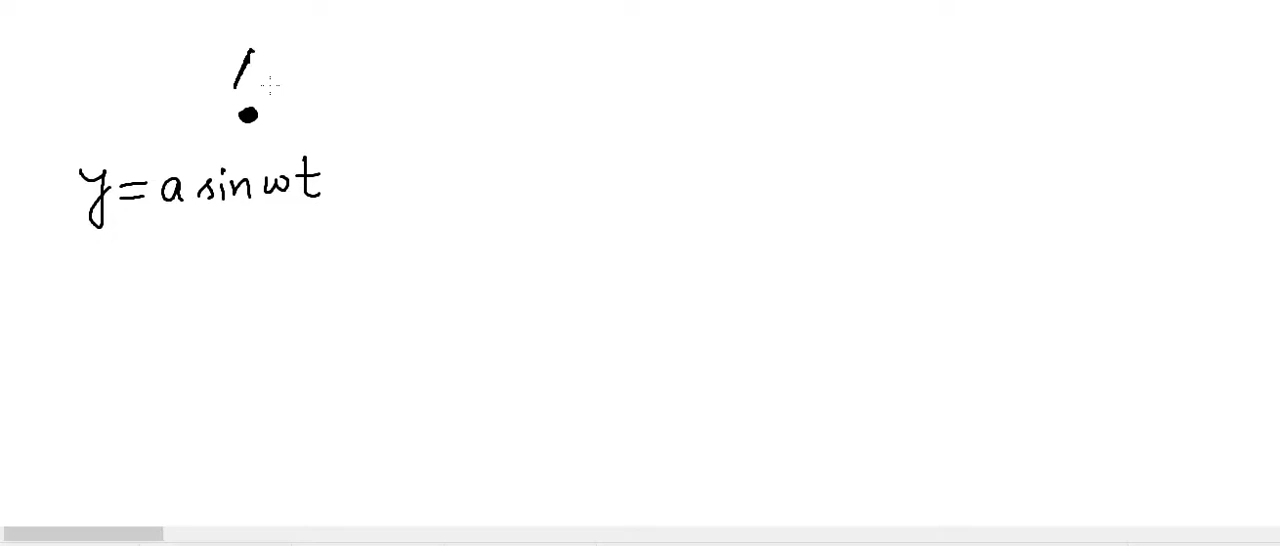 y = a sin ωt